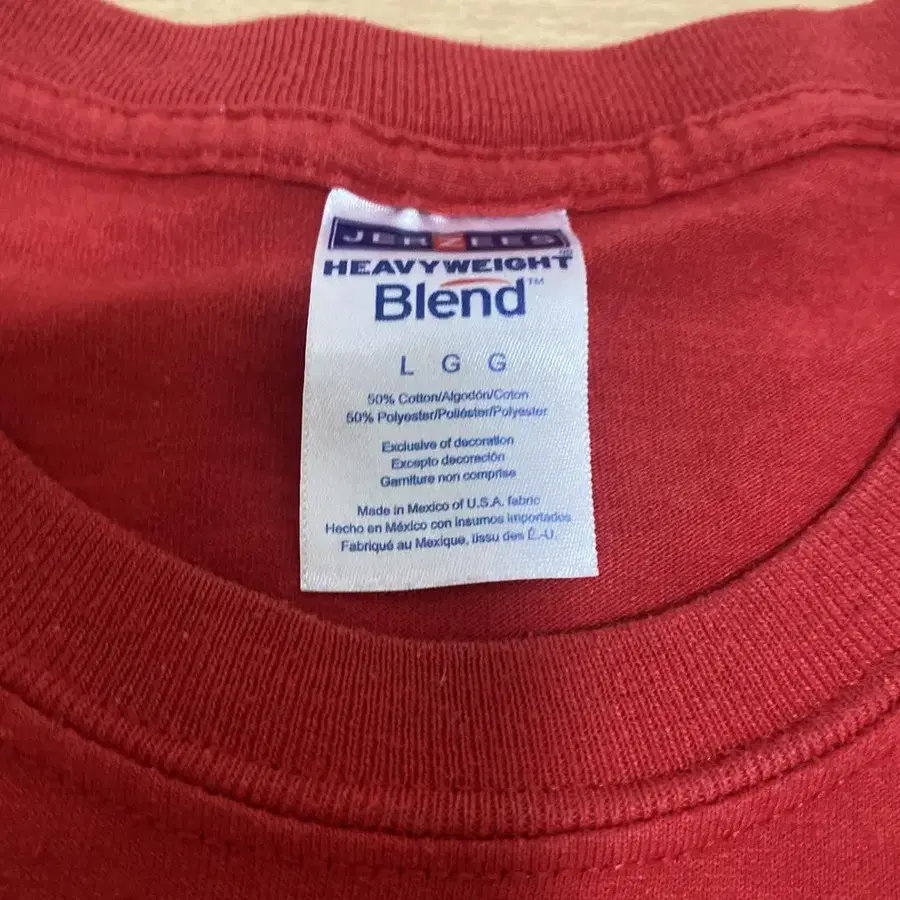 JERZEES
HEAVYWEIGHT
Blend™
L G G
50% Cotton/Algodón/Coton
50% Polyester/Poliéster/Polyester
Exclusive of decoration
Excepto decoración
Garniture non comprise
Made in Mexico of U.S.A. fabric
Hecho en México con insumos importados
Fabriqué au Mexique, tissu des É.-U.